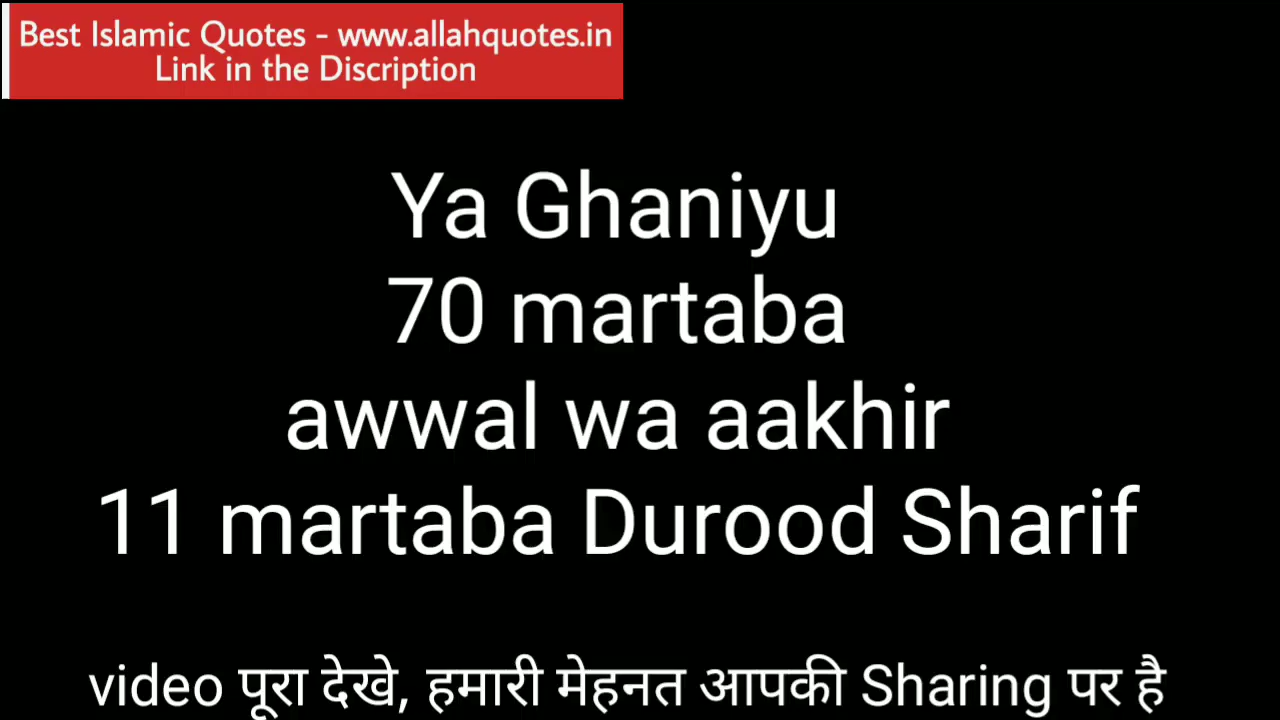 Best Islamic Quotes - www.allahquotes.in
Link in the Discription
Ya Ghaniyu
70 martaba
awwal wa aakhir
11 martaba Durood Sharif
video पूरा देखे, हमारी मेहनत आपकी Sharing पर है